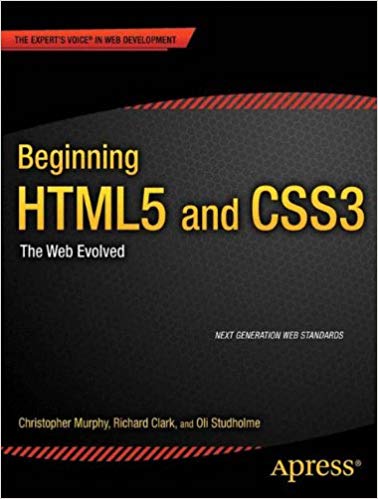 THE EXPERT'S VOICE® IN WEB DEVELOPMENT
Beginning
HTML5 and CSS3
The Web Evolved
NEXT GENERATION WEB STANDARDS
Christopher Murphy, Richard Clark, and Oli Studholme
Apress®